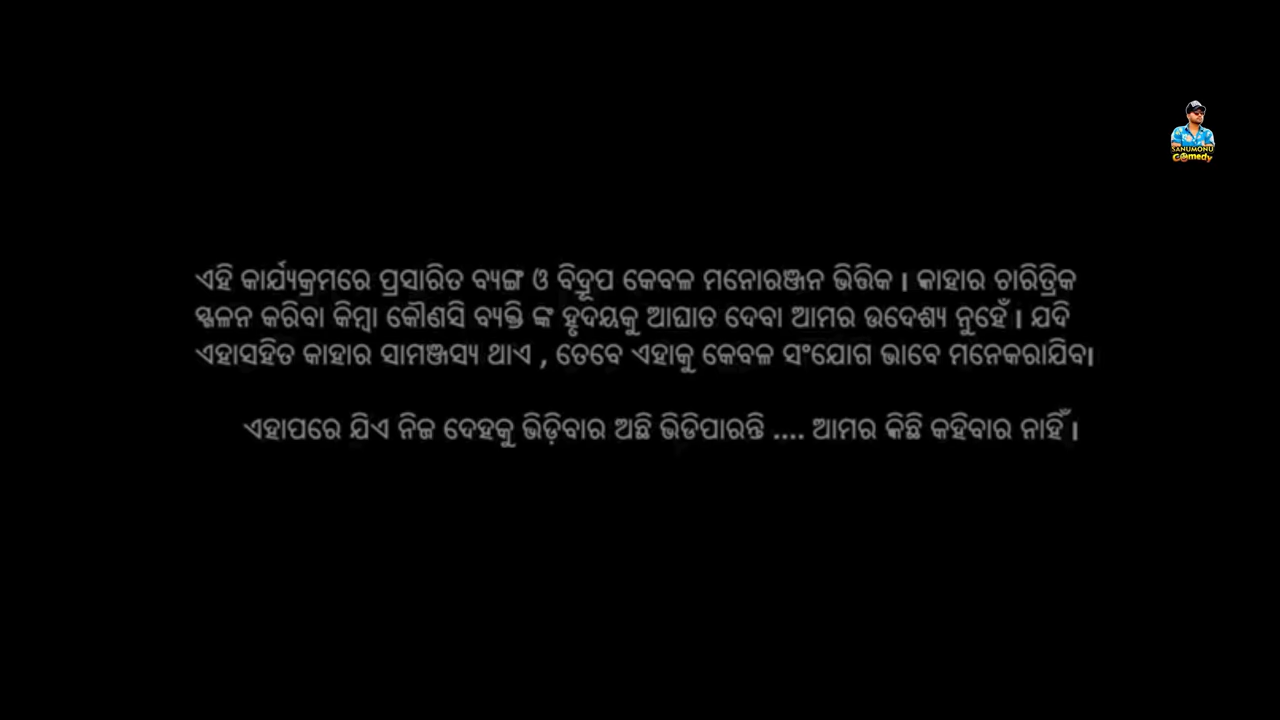 SANUMONU
Comedy
ଏହି କାର୍ଯ୍ୟକ୍ରମରେ ପ୍ରସାରିତ ବ୍ୟଙ୍ଗ ଓ ବିଦ୍ରୂପ କେବଳ ମନୋରଞ୍ଜନ ଭିତ୍ତିକ । କାହାର ଚାରିତ୍ରିକ
ସ୍ଖଳନ କରିବା କିମ୍ବା କୌଣସି ବ୍ୟକ୍ତି ଙ୍କ ହୃଦୟକୁ ଆଘାତ ଦେବା ଆମର ଉଦେଶ୍ୟ ନୁହେଁ । ଯଦି
ଏହାସହିତ କାହାର ସାମଞ୍ଜସ୍ୟ ଥାଏ , ତେବେ ଏହାକୁ କେବଳ ସଂଯୋଗ ଭାବେ ମନେକରାଯିବ।
ଏହାପରେ ଯିଏ ନିଜ ଦେହକୁ ଭିଡ଼ିବାର ଅଛି ଭିଡିପାରନ୍ତି .... ଆମର କିଛି କହିବାର ନାହିଁ ।